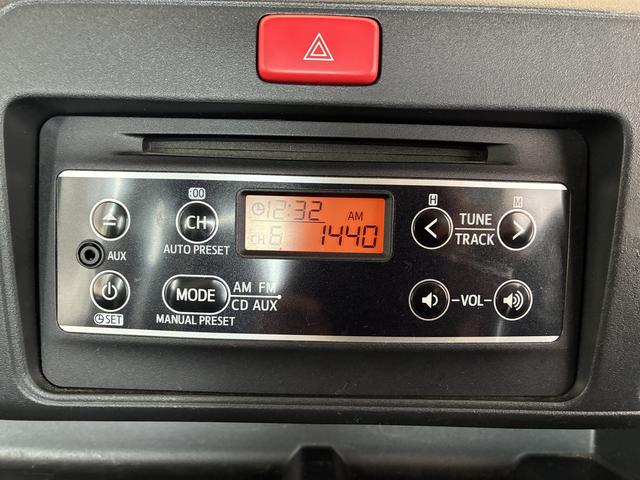 :00
CH
AUTO PRESET
AUX
SET
MODE
AM FM
CD AUX
MANUAL PRESET
12:32 AM
CH 6 1440
H
M
TUNE
TRACK
VOL